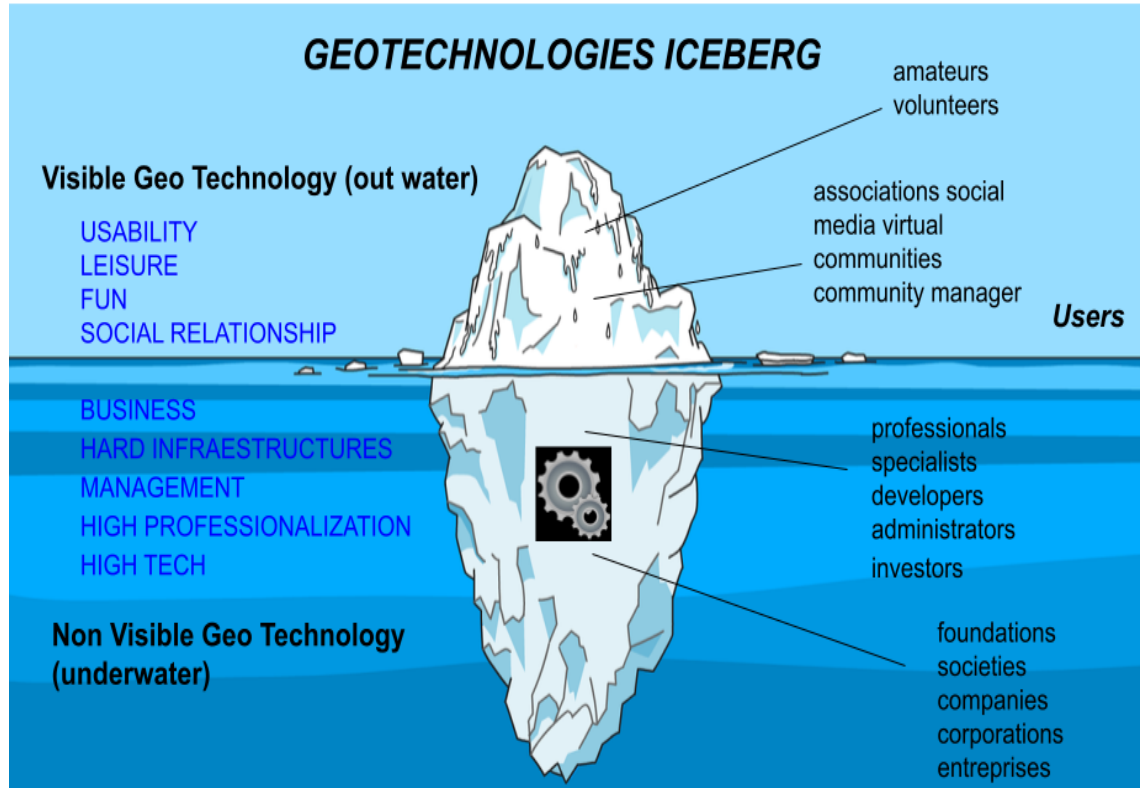 GEOTECHNOLOGIES ICEBERG
amateurs
volunteers
Visible Geo Technology (out water)
USABILITY
LEISURE
FUN
SOCIAL RELATIONSHIP
associations social
media virtual
communities
community manager
Users
BUSINESS
HARD INFRAESTRUCTURES
MANAGEMENT
HIGH PROFESSIONALIZATION
HIGH TECH
professionals
specialists
developers
administrators
investors
Non Visible Geo Technology
(underwater)
foundations
societies
companies
corporations
entreprises